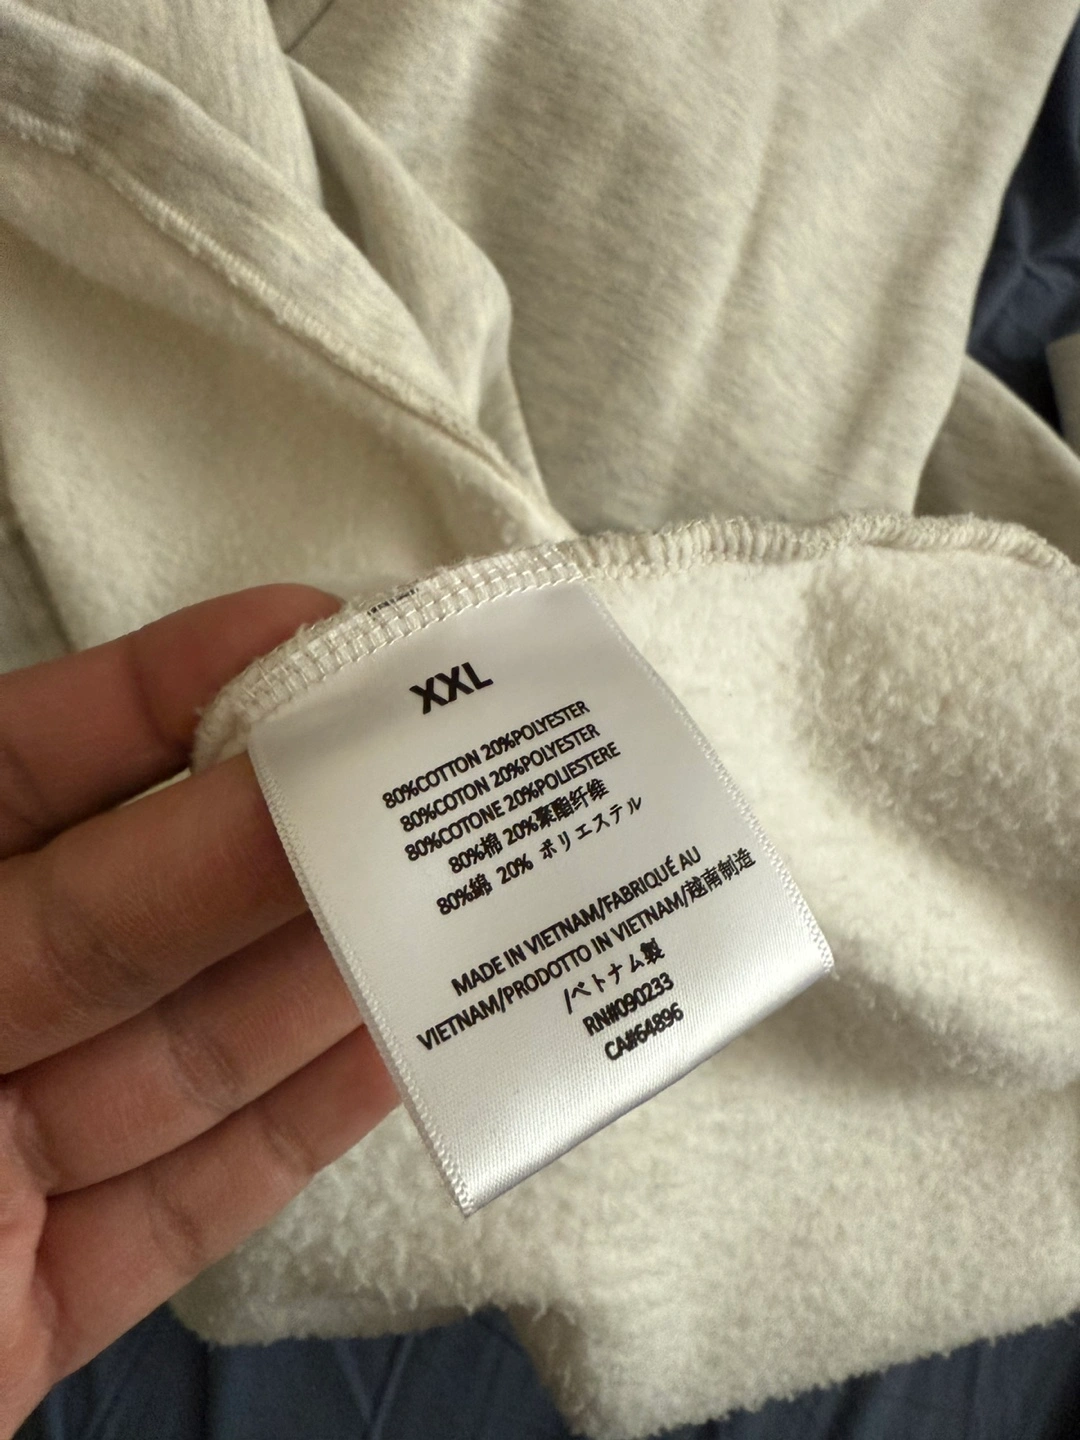 XXL
80%COTTON 20%POLYESTER
80%COTON 20%POLYESTER
80%COTONE 20%POLIESTERE
80%棉 20%聚酯纤维
80%綿 20% ポリエステル
MADE IN VIETNAM/FABRIQUÉ AU
VIETNAM/PRODOTTO IN VIETNAM/越南制造
/ベトナム製
RN#090233
CA#64896